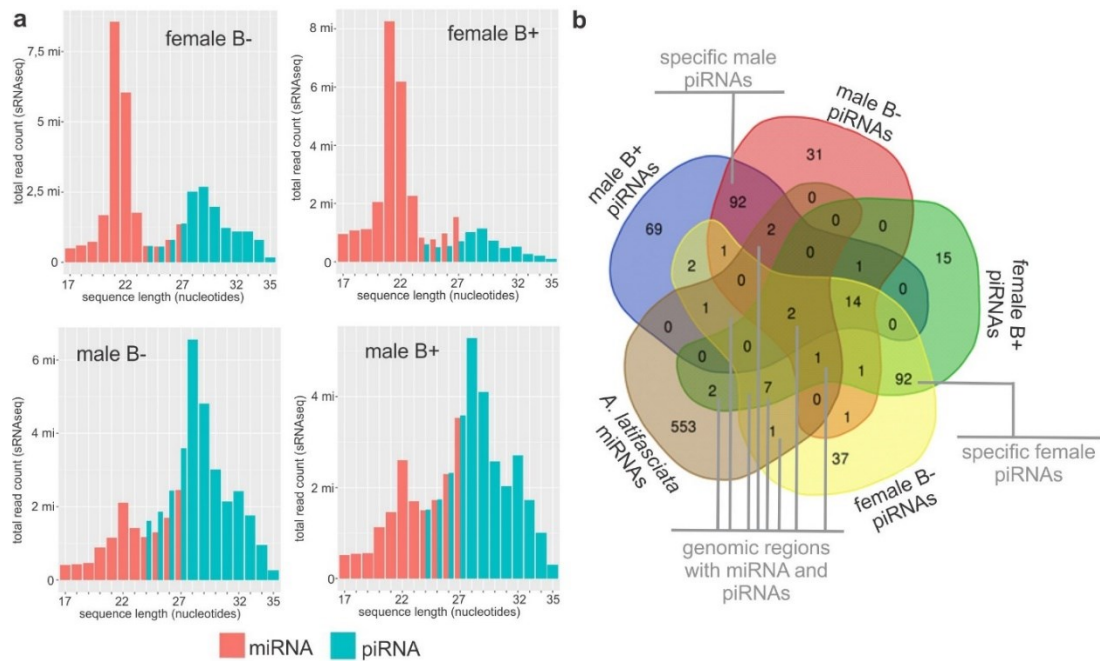 a
female B-
total read count (sRNAseq)
7,5 mi
5 mi
2,5 mi
0
17 22 27 32 35
sequence length (nucleotides)
female B+
total read count (sRNAseq)
8 mi
6 mi
4 mi
2 mi
0
17 22 27 32 35
sequence length (nucleotides)
male B-
total read count (sRNAseq)
6 mi
4 mi
2 mi
0
17 22 27 32 35
sequence length (nucleotides)
male B+
total read count (sRNAseq)
4 mi
2 mi
0
17 22 27 32 35
sequence length (nucleotides)
miRNA piRNA
b
specific male
piRNAs
male B-
piRNAs
male B+
piRNAs
female B+
piRNAs
female B-
piRNAs
A. latifasciata
miRNAs
31
92 0
2 0 0
69 15
1 0 1
2 0 0
14
1 2 0
0
0 0 1 1 92
2 7 0
553 1 1
37
specific female
piRNAs
genomic regions
with miRNA and
piRNAs